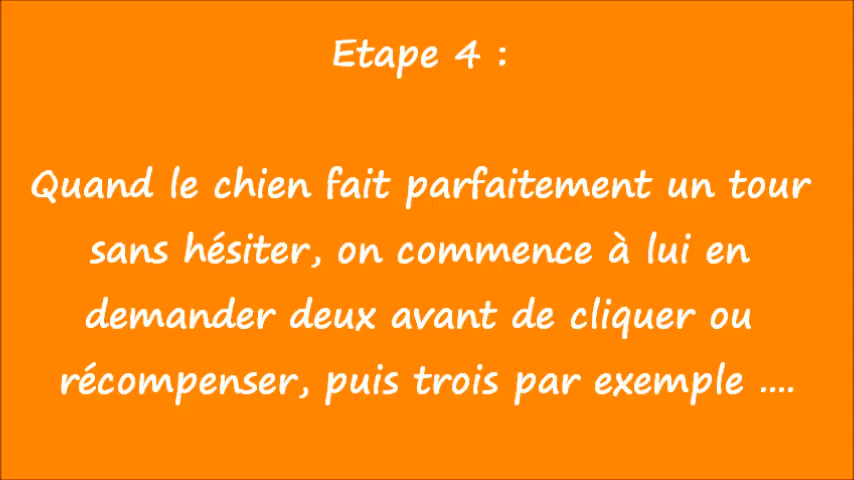 Etape 4 :
Quand le chien fait parfaitement un tour
sans hésiter, on commence à lui en
demander deux avant de cliquer ou
récompenser, puis trois par exemple ....